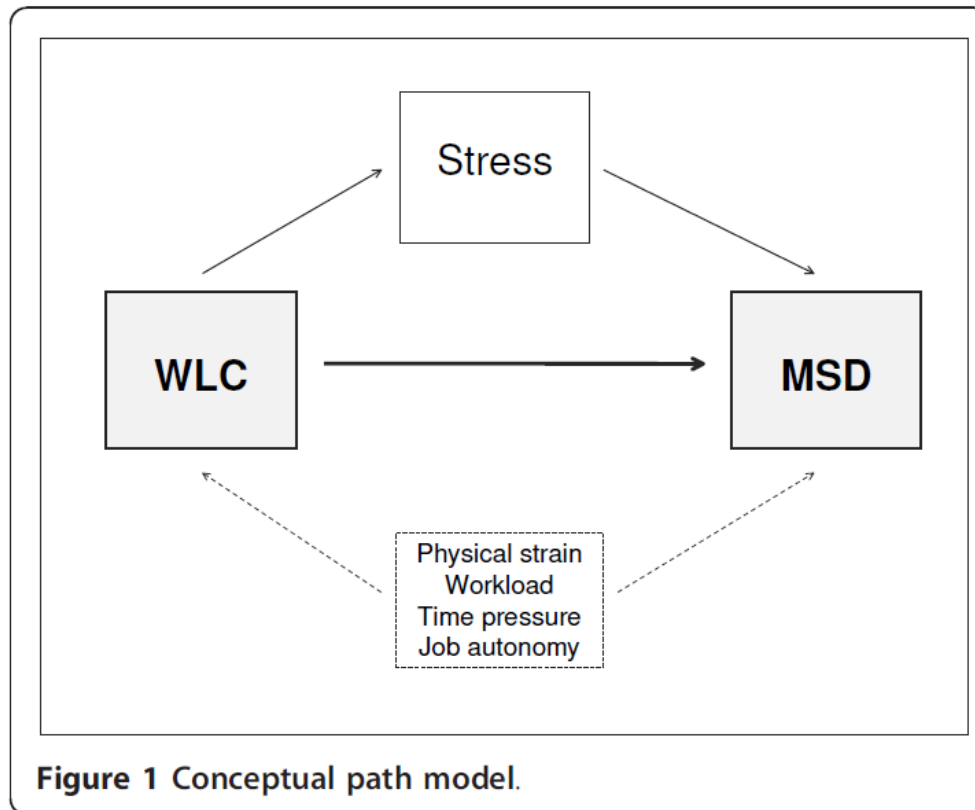 Stress
WLC
MSD
Physical strain
Workload
Time pressure
Job autonomy
Figure 1 Conceptual path model.